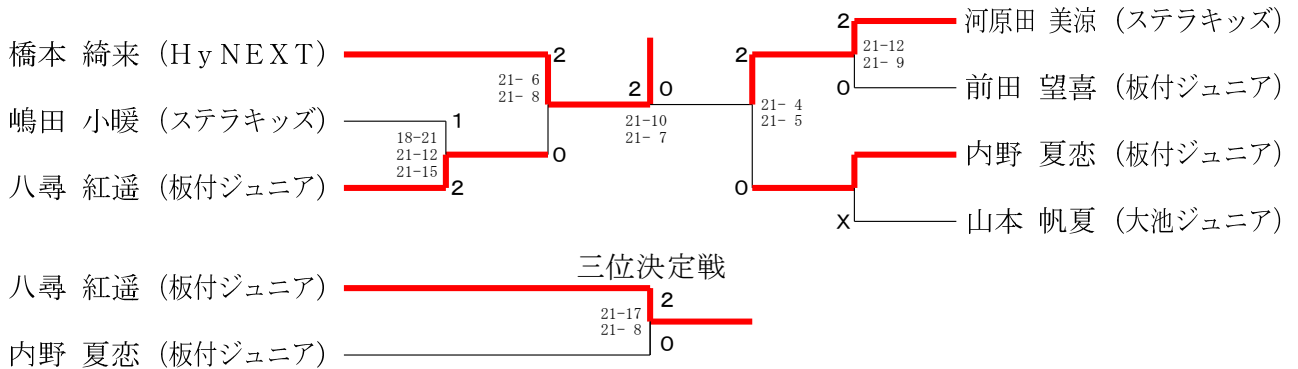 橋本 綺来 (ＨｙＮＥＸＴ)
嶋田 小暖 (ステラキッズ)
八尋 紅遥 (板付ジュニア)
2
21- 6
21- 8
1
18-21
21-12
21-15
2
0
2 0
21-10
21- 7
2
21- 4
21- 5
0
2
21-12
21- 9
0
X
河原田 美涼 (ステラキッズ)
前田 望喜 (板付ジュニア)
内野 夏恋 (板付ジュニア)
山本 帆夏 (大池ジュニア)
三位決定戦
八尋 紅遥 (板付ジュニア)
内野 夏恋 (板付ジュニア)
2
21-17
21- 8
0